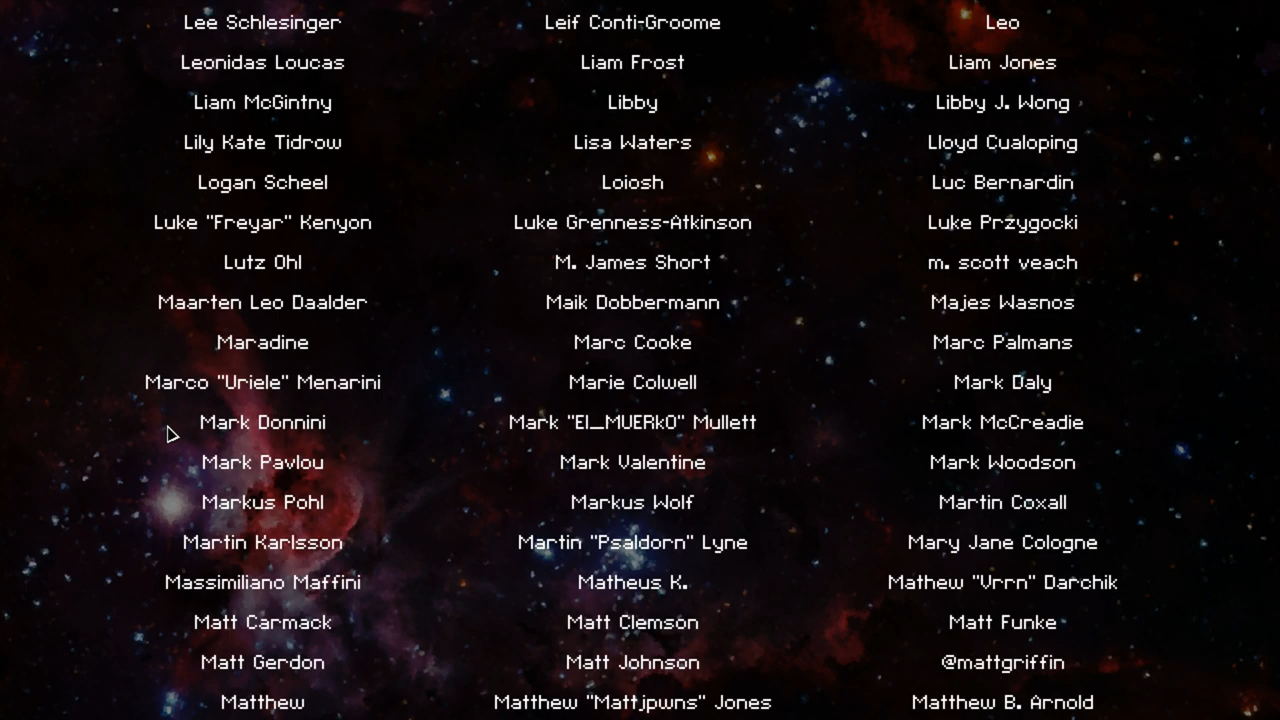 Lee Schlesinger Leif Conti-Groome Leo
Leonidas Loucas Liam Frost Liam Jones
Liam McGintny Libby Libby J. Wong
Lily Kate Tidrow Lisa Waters Lloyd Cualoping
Logan Scheel Loiosh Luc Bernardin
Luke "Freyar" Kenyon Luke Grenness-Atkinson Luke Przygocki
Lutz Ohl M. James Short m. scott veach
Maarten Leo Daalder Maik Dobbermann Majes Wasnos
Maradine Marc Cooke Marc Palmans
Marco "Uriele" Menarini Marie Colwell Mark Daly
Mark Donnini Mark "El_MUERkO" Mullett Mark McCreadie
Mark Pavlou Mark Valentine Mark Woodson
Markus Pohl Markus Wolf Martin Coxall
Martin Karlsson Martin "Psaldorn" Lyne Mary Jane Cologne
Massimiliano Maffini Matheus K. Mathew "Vrrn" Darchik
Matt Carmack Matt Clemson Matt Funke
Matt Gerdon Matt Johnson @mattgriffin
Matthew Matthew "Mattjpwns" Jones Matthew B. Arnold